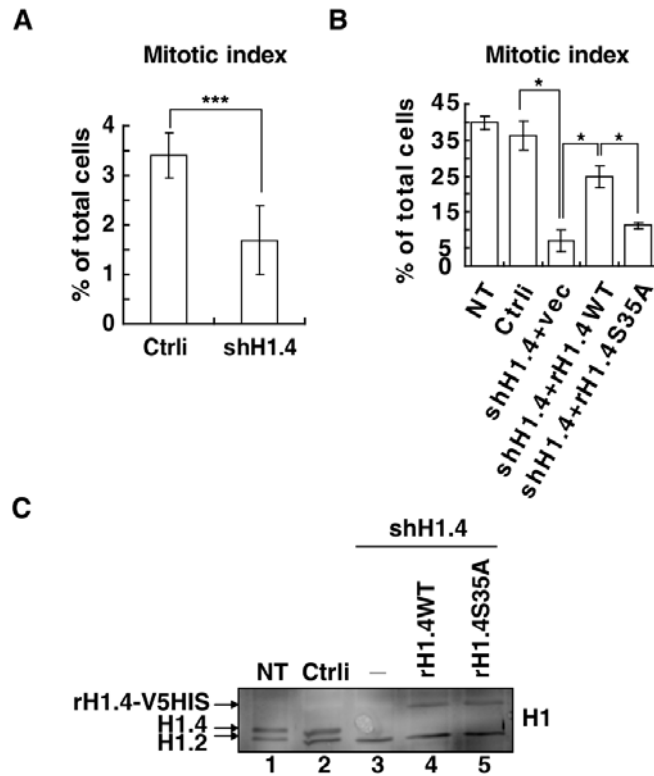 A
Mitotic index
***
% of total cells
4
3
2
1
0
Ctrli
shH1.4
B
Mitotic index
*
*
*
% of total cells
45
35
25
15
5
0
NT
Ctrli
shH1.4+vec
shH1.4+rH1.4WT
shH1.4+rH1.4S35A
C
shH1.4
NT
Ctrli
–
rH1.4WT
rH1.4S35A
rH1.4-V5HIS
H1.4
H1.2
H1
1 2 3 4 5